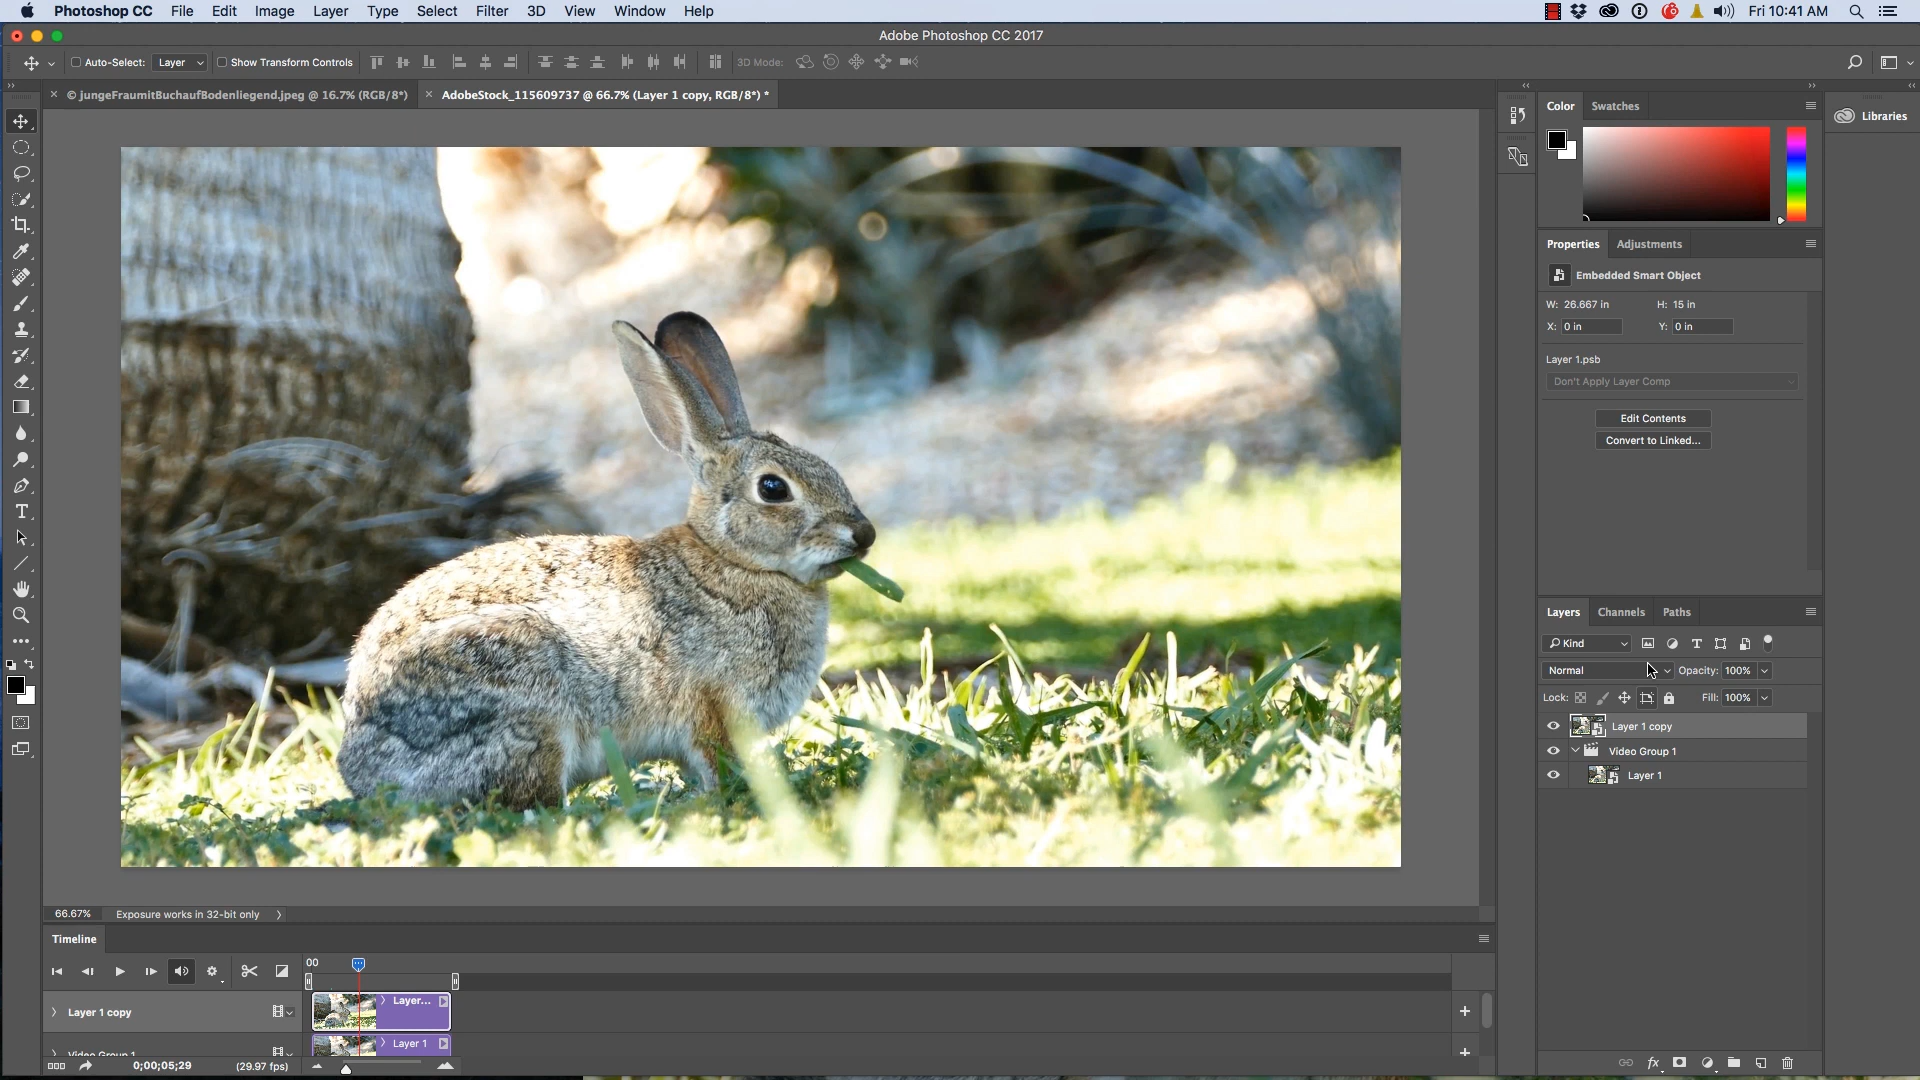 Photoshop CC File Edit Image Layer Type Select Filter 3D View Window Help Fri 10:41 AM
Adobe Photoshop CC 2017
Auto-Select: Layer Show Transform Controls 3D Mode:
© jungeFraumitBuchaufBodenliegend.jpeg @ 16.7% (RGB/8*) AdobeStock_115609737 @ 66.7% (Layer 1 copy, RGB/8*) *
Color Swatches
Libraries
Properties Adjustments
Embedded Smart Object
W: 26.667 in H: 15 in
X: 0 in Y: 0 in
Layer 1.psb
Don't Apply Layer Comp
Edit Contents
Convert to Linked...
Layers Channels Paths
Kind
Normal Opacity: 100%
Lock: Fill: 100%
Layer 1 copy
Video Group 1
Layer 1
66.67% Exposure works in 32-bit only
Timeline
00
Layer 1 copy Layer...
Video Group 1 Layer 1
0;00;05;29 (29.97 fps)
fx